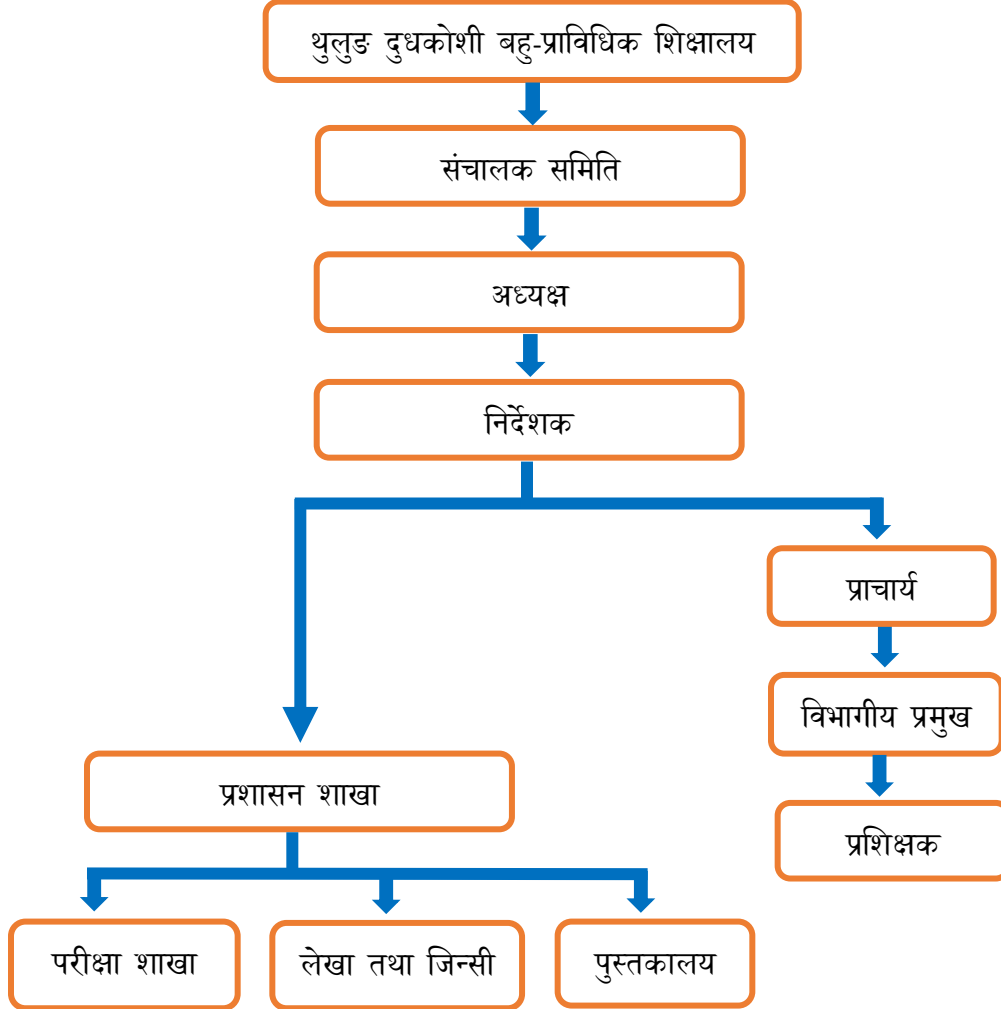 थुलुङ दुधकोशी बहु-प्राविधिक शिक्षालय
संचालक समिति
अध्यक्ष
निर्देशक
प्राचार्य
विभागीय प्रमुख
प्रशासन शाखा
प्रशिक्षक
परीक्षा शाखा
लेखा तथा जिन्सी
पुस्तकालय